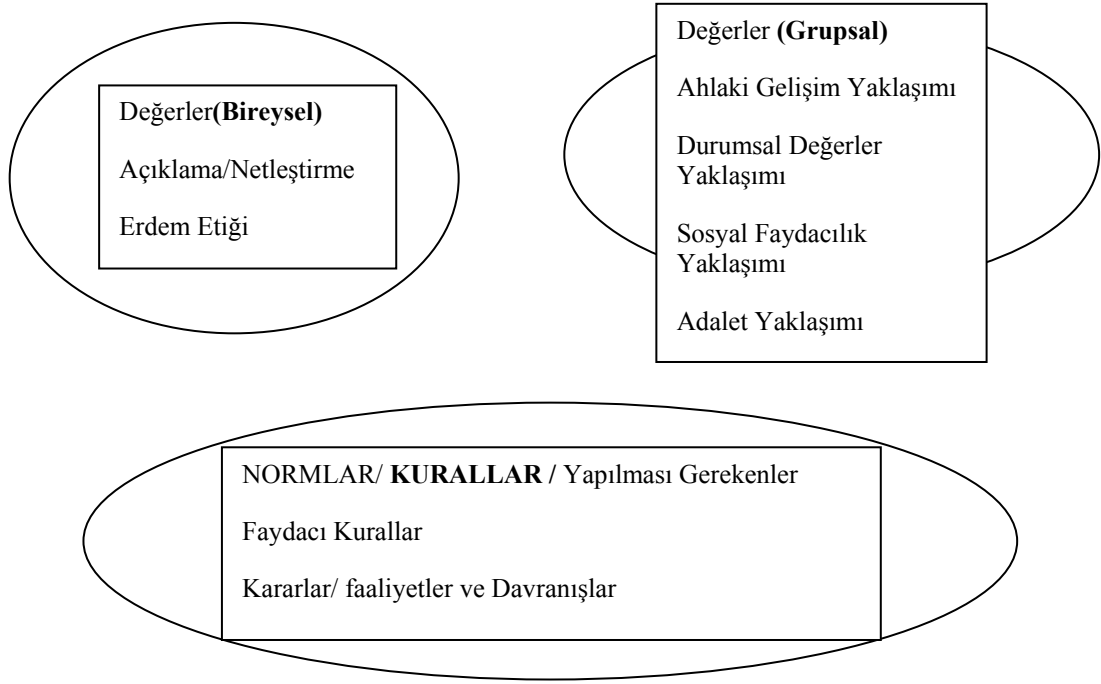 Değerler(Bireysel)
Açıklama/Netleştirme
Erdem Etiği
Değerler (Grupsal)
Ahlaki Gelişim Yaklaşımı
Durumsal Değerler
Yaklaşımı
Sosyal Faydacılık
Yaklaşımı
Adalet Yaklaşımı
NORMLAR/ KURALLAR / Yapılması Gerekenler
Faydacı Kurallar
Kararlar/ faaliyetler ve Davranışlar